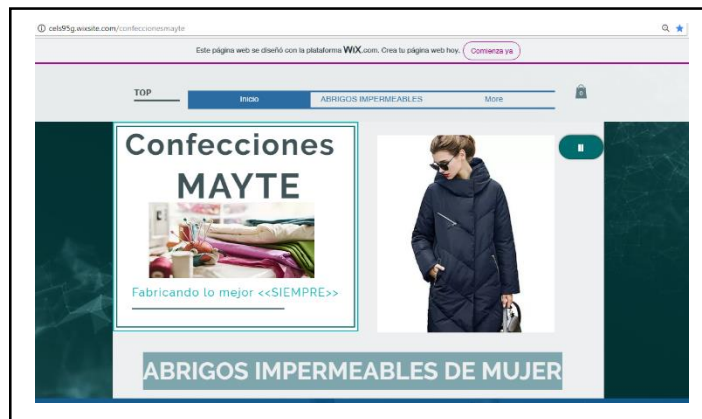 cels95g.wixsite.com/confeccionesmayte
Este página web se diseñó con la plataforma WiX.com. Crea tu página web hoy. Comienza ya
TOP
Inicio ABRIGOS IMPERMEABLES More
0
Confecciones
MAYTE
Fabricando lo mejor <<SIEMPRE>>
ABRIGOS IMPERMEABLES DE MUJER